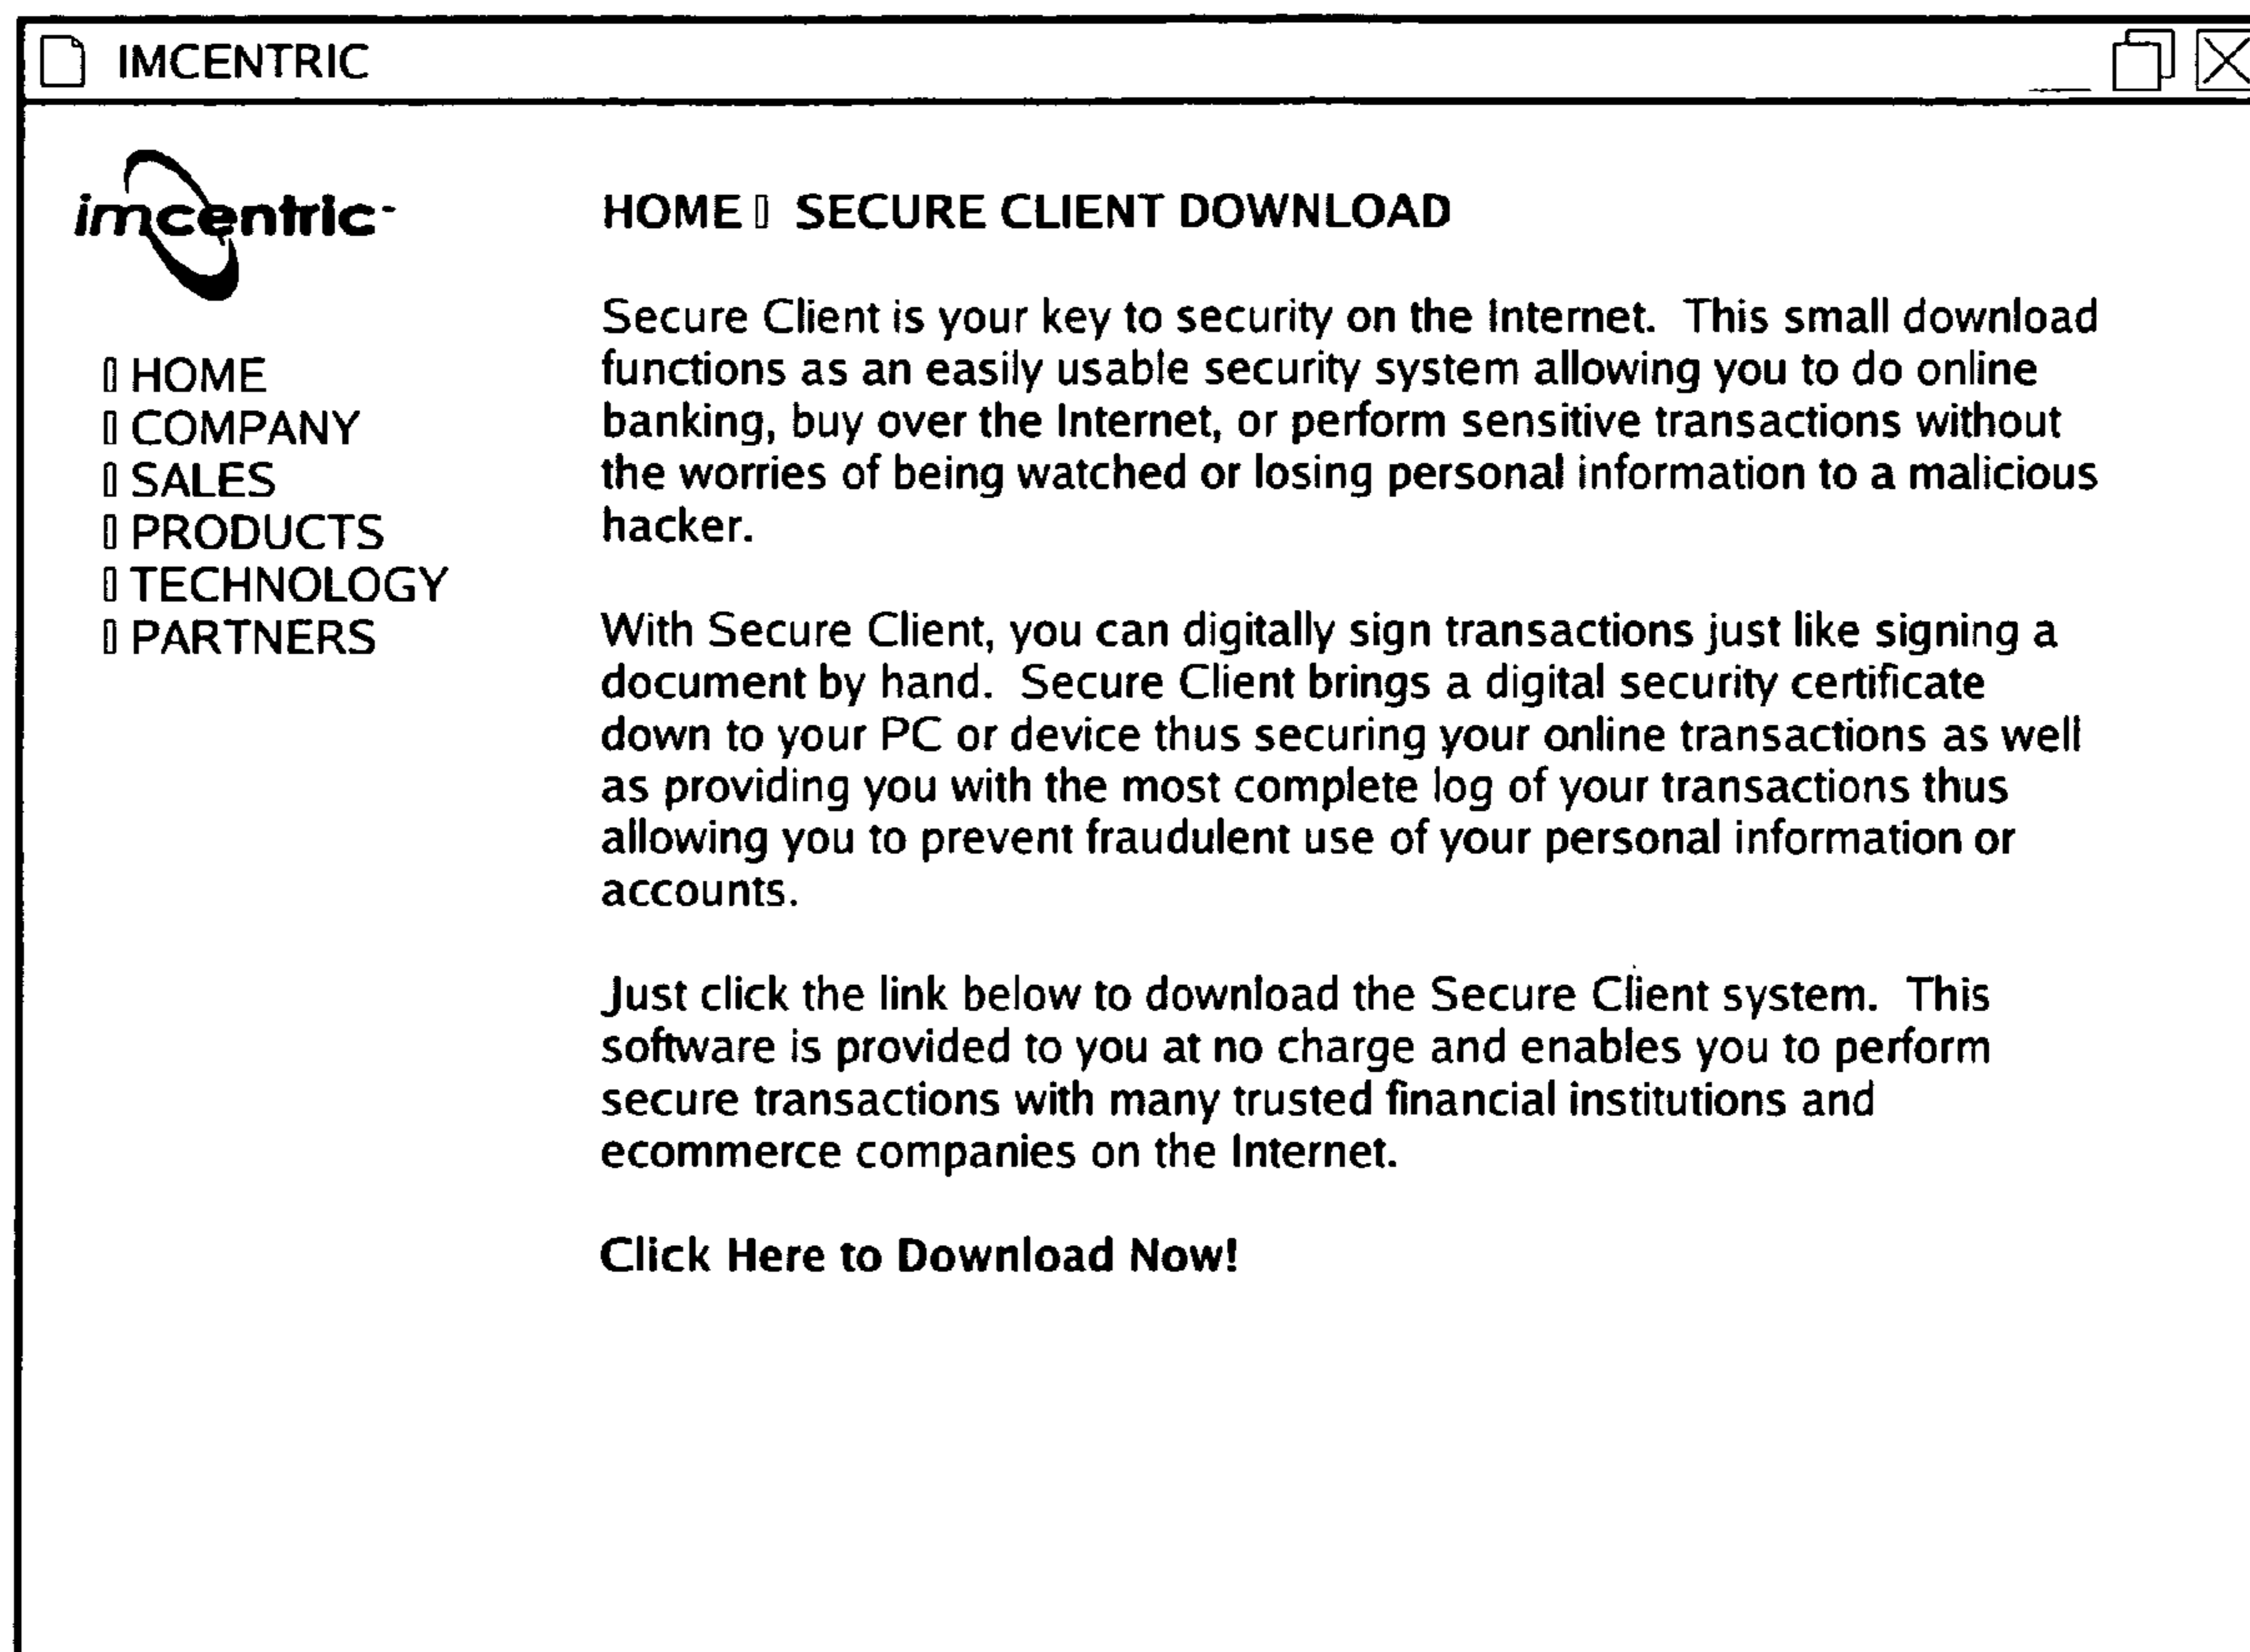 IMCENTRIC
imcentric
HOME
COMPANY
SALES
PRODUCTS
TECHNOLOGY
PARTNERS
HOME ▯ SECURE CLIENT DOWNLOAD
Secure Client is your key to security on the Internet. This small download
functions as an easily usable security system allowing you to do online
banking, buy over the Internet, or perform sensitive transactions without
the worries of being watched or losing personal information to a malicious
hacker.
With Secure Client, you can digitally sign transactions just like signing a
document by hand. Secure Client brings a digital security certificate
down to your PC or device thus securing your online transactions as well
as providing you with the most complete log of your transactions thus
allowing you to prevent fraudulent use of your personal information or
accounts.
Just click the link below to download the Secure Client system. This
software is provided to you at no charge and enables you to perform
secure transactions with many trusted financial institutions and
ecommerce companies on the Internet.
Click Here to Download Now!